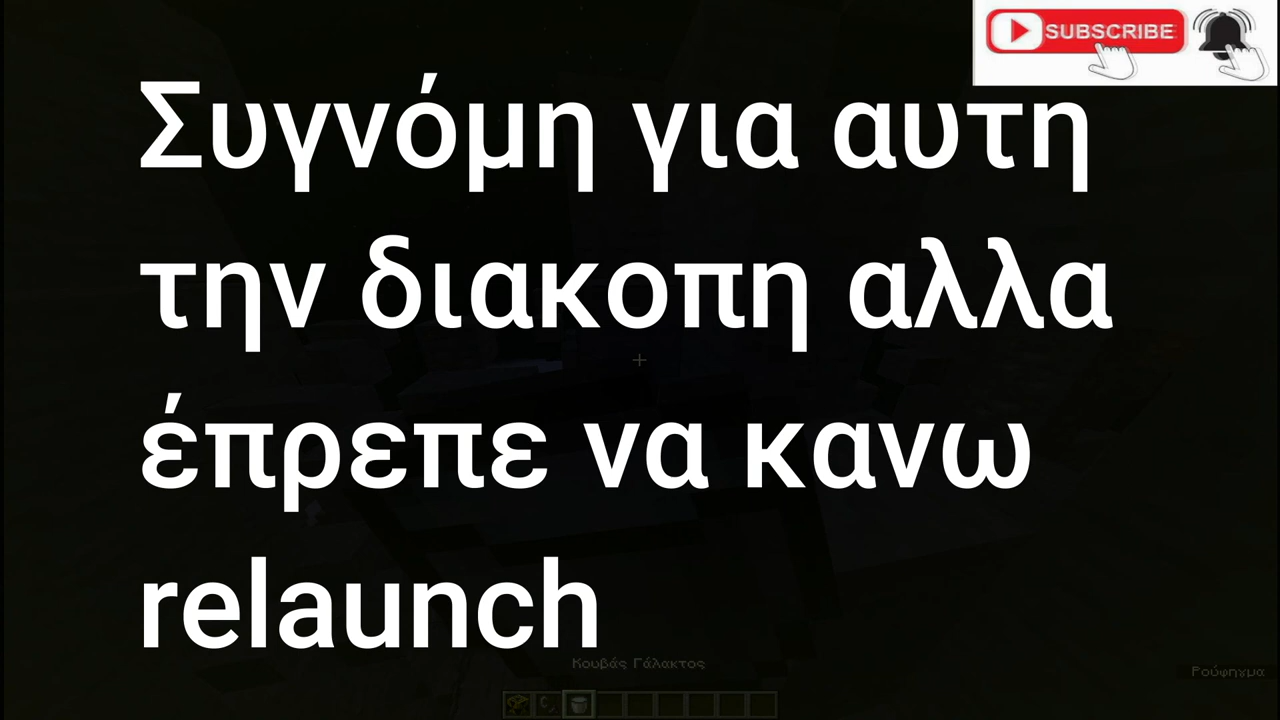 SUBSCRIBE
Συγνόμη για αυτη
την διακοπη αλλα
έπρεπε να κανω
relaunch
Κουβάς Γάλακτος
Ρούφηγμα